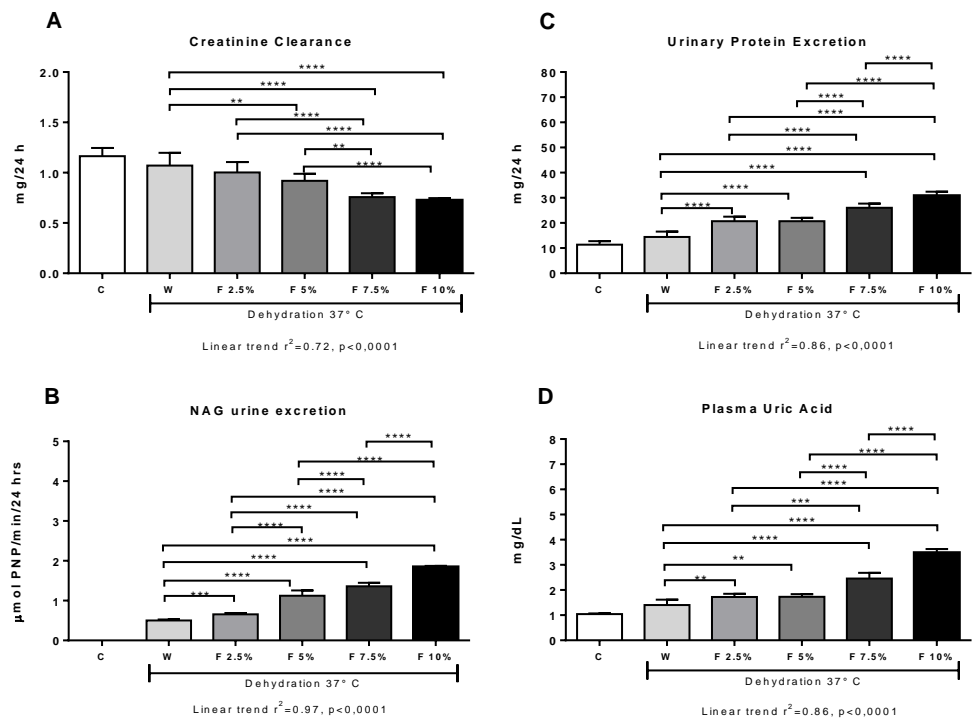 A
Creatinine Clearance
mg/24 h
2.0
1.5
1.0
0.5
0.0
****
****
**
****
****
**
****
C W F 2.5% F 5% F 7.5% F 10%
Dehydration 37° C
Linear trend r²=0.72, p<0,0001
B
NAG urine excretion
µmol PNP/min/24 hrs
5
4
3
2
1
0
****
****
****
****
****
****
****
****
****
***
C W F 2.5% F 5% F 7.5% F 10%
Dehydration 37° C
Linear trend r²=0.97, p<0,0001
C
Urinary Protein Excretion
mg/24 h
80
70
60
50
40
30
20
10
0
****
****
****
****
****
****
****
****
****
C W F 2.5% F 5% F 7.5% F 10%
Dehydration 37° C
Linear trend r²=0.86, p<0,0001
D
Plasma Uric Acid
mg/dL
8
7
6
5
4
3
2
1
0
****
****
****
****
***
****
****
**
**
C W F 2.5% F 5% F 7.5% F 10%
Dehydration 37° C
Linear trend r²=0.86, p<0,0001